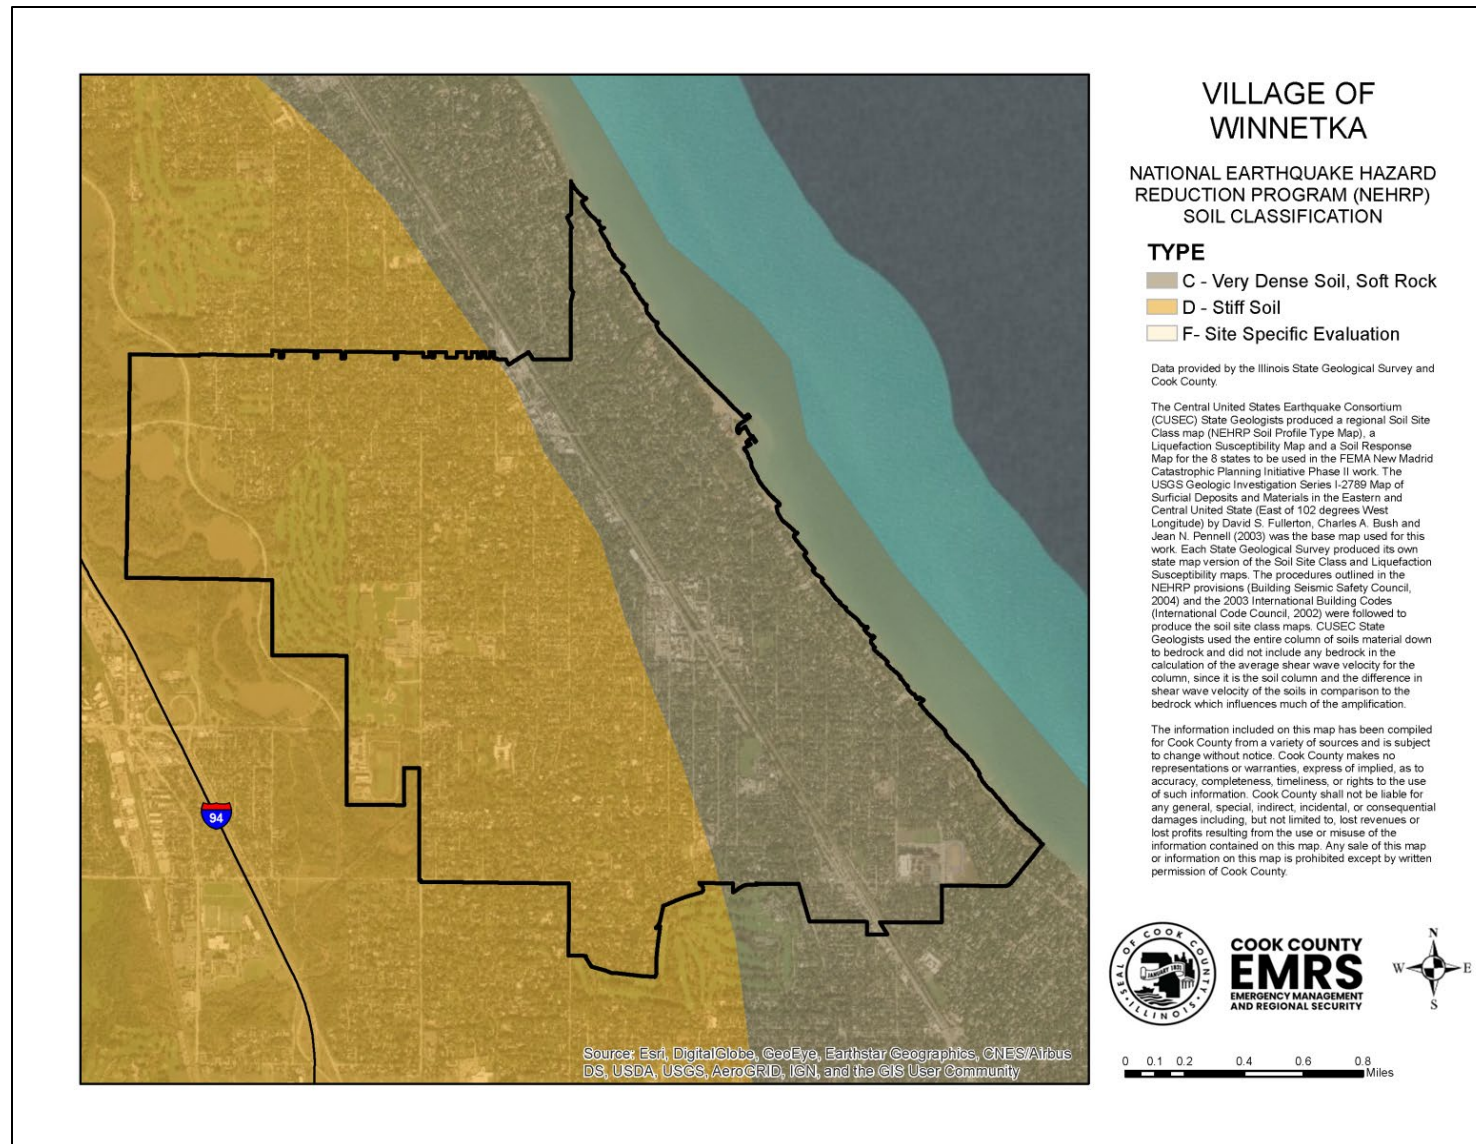 VILLAGE OF
WINNETKA
NATIONAL EARTHQUAKE HAZARD
REDUCTION PROGRAM (NEHRP)
SOIL CLASSIFICATION
TYPE
C - Very Dense Soil, Soft Rock
D - Stiff Soil
F- Site Specific Evaluation
Data provided by the Illinois State Geological Survey and
Cook County.
The Central United States Earthquake Consortium
(CUSEC) State Geologists produced a regional Soil Site
Class map (NEHRP Soil Profile Type Map), a
Liquefaction Susceptibility Map and a Soil Response
Map for the 8 states to be used in the FEMA New Madrid
Catastrophic Planning Initiative Phase II work. The
USGS Geologic Investigation Series I-2789 Map of
Surficial Deposits and Materials in the Eastern and
Central United State (East of 102 degrees West
Longitude) by David S. Fullerton, Charles A. Bush and
Jean N. Pennell (2003) was the base map used for this
work. Each State Geological Survey produced its own
state map version of the Soil Site Class and Liquefaction
Susceptibility maps. The procedures outlined in the
NEHRP provisions (Building Seismic Safety Council,
2004) and the 2003 International Building Codes
(International Code Council, 2002) were followed to
produce the soil site class maps. CUSEC State
Geologists used the entire column of soils material down
to bedrock and did not include any bedrock in the
calculation of the average shear wave velocity for the
column, since it is the soil column and the difference in
shear wave velocity of the soils in comparison to the
bedrock which influences much of the amplification.
The information included on this map has been compiled
for Cook County from a variety of sources and is subject
to change without notice. Cook County makes no
representations or warranties, express of implied, as to
accuracy, completeness, timeliness, or rights to the use
of such information. Cook County shall not be liable for
any general, special, indirect, incidental, or consequential
damages including, but not limited to, lost revenues or
lost profits resulting from the use or misuse of the
information contained on this map. Any sale of this map
or information on this map is prohibited except by written
permission of Cook County.
94
Source: Esri, DigitalGlobe, GeoEye, Earthstar Geographics, CNES/Airbus
DS, USDA, USGS, AeroGRID, IGN, and the GIS User Community
SEAL OF COOK COUNTY
JANUARY 1831
ILLINOIS
COOK COUNTY
EMRS
EMERGENCY MANAGEMENT
AND REGIONAL SECURITY
N
W E
S
0 0.1 0.2 0.4 0.6 0.8
Miles